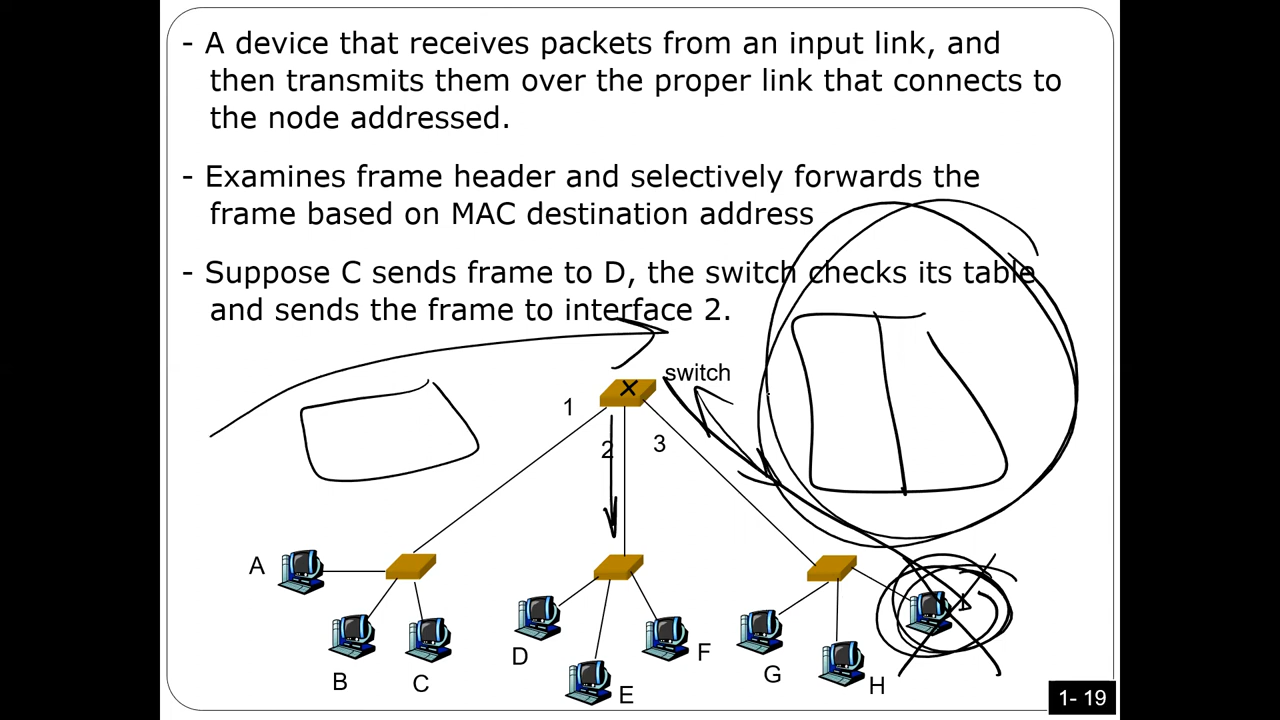 - A device that receives packets from an input link, and
then transmits them over the proper link that connects to
the node addressed.
- Examines frame header and selectively forwards the
frame based on MAC destination address
- Suppose C sends frame to D, the switch checks its table
and sends the frame to interface 2.
switch
1
2
3
A
B
C
D
E
F
G
H
1- 19